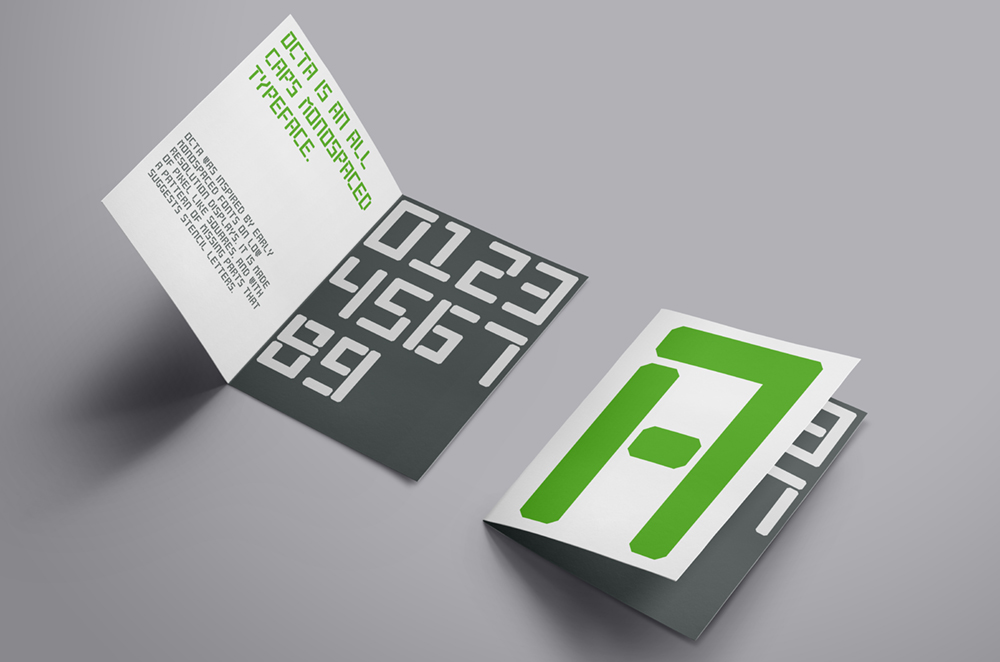 OCTA IS AN ALL
CAPS MONOSPACED
TYPEFACE.
OCTA WAS INSPIRED BY EARLY
MONOSPACED FONTS ON LOW
RESOLUTION DISPLAYS. IT IS MADE
OF PIXEL LIKE SQUARES, AND WITH
A PATTERN OF MISSING PARTS THAT
SUGGESTS STENCIL LETTERS.
0123
4567
89
A